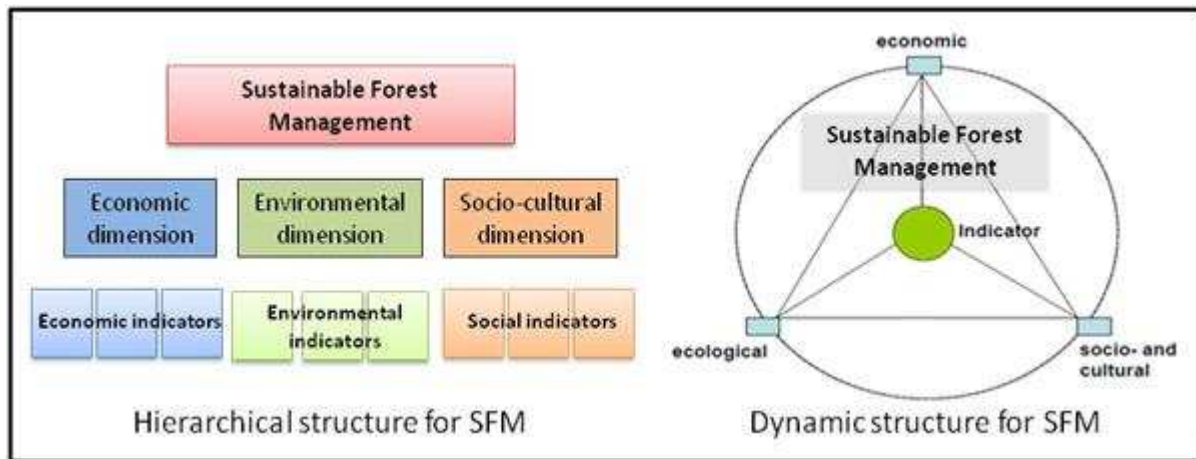 Sustainable Forest
Management
Economic
dimension
Environmental
dimension
Socio-cultural
dimension
Economic indicators
Environmental
indicators
Social indicators
Hierarchical structure for SFM
economic
Sustainable Forest
Management
Indicator
ecological
socio- and
cultural
Dynamic structure for SFM